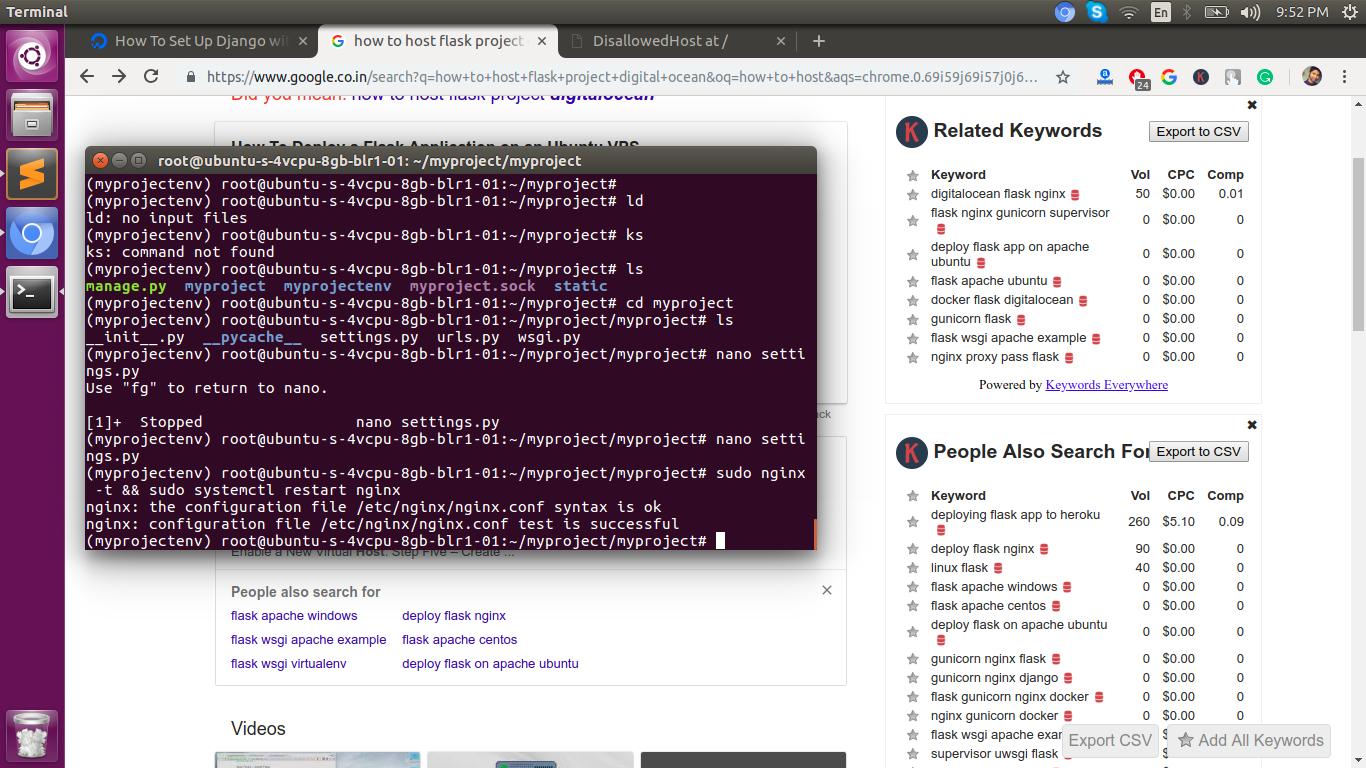 Terminal
En
9:52 PM
How To Set Up Django wit
how to host flask project
DisallowedHost at /
https://www.google.co.in/search?q=how+to+host+flask+project+digital+ocean&oq=how+to+host&aqs=chrome.0.69i59j69i57j0j6...
24
Did you mean: how to host flask project digitalocean
How To Deploy a Flask Application on an Ubuntu VPS
root@ubuntu-s-4vcpu-8gb-blr1-01: ~/myproject/myproject
(myprojectenv) root@ubuntu-s-4vcpu-8gb-blr1-01:~/myproject#
(myprojectenv) root@ubuntu-s-4vcpu-8gb-blr1-01:~/myproject# ld
ld: no input files
(myprojectenv) root@ubuntu-s-4vcpu-8gb-blr1-01:~/myproject# ks
ks: command not found
(myprojectenv) root@ubuntu-s-4vcpu-8gb-blr1-01:~/myproject# ls
manage.py  myproject  myprojectenv  myproject.sock  static
(myprojectenv) root@ubuntu-s-4vcpu-8gb-blr1-01:~/myproject# cd myproject
(myprojectenv) root@ubuntu-s-4vcpu-8gb-blr1-01:~/myproject/myproject# ls
__init__.py  __pycache__  settings.py  urls.py  wsgi.py
(myprojectenv) root@ubuntu-s-4vcpu-8gb-blr1-01:~/myproject/myproject# nano setti
ngs.py
Use "fg" to return to nano.
[1]+  Stopped                 nano settings.py
(myprojectenv) root@ubuntu-s-4vcpu-8gb-blr1-01:~/myproject/myproject# nano setti
ngs.py
(myprojectenv) root@ubuntu-s-4vcpu-8gb-blr1-01:~/myproject/myproject# sudo nginx
 -t && sudo systemctl restart nginx
nginx: the configuration file /etc/nginx/nginx.conf syntax is ok
nginx: configuration file /etc/nginx/nginx.conf test is successful
(myprojectenv) root@ubuntu-s-4vcpu-8gb-blr1-01:~/myproject/myproject#
ck
Enable a New Virtual Host. Step Five – Create ...
People also search for
flask apache windows
deploy flask nginx
flask wsgi apache example
flask apache centos
flask wsgi virtualenv
deploy flask on apache ubuntu
Videos
K
Related Keywords
Export to CSV
Keyword Vol CPC Comp
digitalocean flask nginx 50 $0.00 0.01
flask nginx gunicorn supervisor 0 $0.00 0
deploy flask app on apache
ubuntu 0 $0.00 0
flask apache ubuntu 0 $0.00 0
docker flask digitalocean 0 $0.00 0
gunicorn flask 0 $0.00 0
flask wsgi apache example 0 $0.00 0
nginx proxy pass flask 0 $0.00 0
Powered by Keywords Everywhere
K
People Also Search For
Export to CSV
Keyword Vol CPC Comp
deploying flask app to heroku 260 $5.10 0.09
deploy flask nginx 90 $0.00 0
linux flask 40 $0.00 0
flask apache windows 0 $0.00 0
flask apache centos 0 $0.00 0
deploy flask on apache ubuntu 0 $0.00 0
gunicorn nginx flask 0 $0.00 0
gunicorn nginx django 0 $0.00 0
flask gunicorn nginx docker 0 $0.00 0
nginx gunicorn docker 0 $0.00 0
flask wsgi apache exam
supervisor uwsgi flask
Export CSV
Add All Keywords